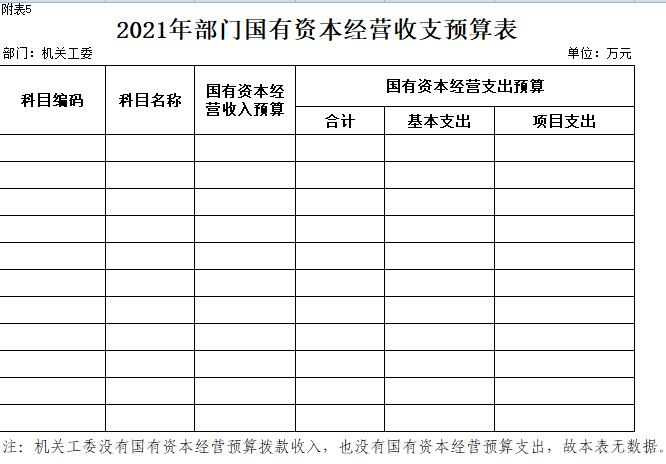 附表5
2021年部门国有资本经营收支预算表
部门：机关工委 单位：万元
科目编码 科目名称 国有资本经 国有资本经营支出预算
营收入预算
合计 基本支出 项目支出
注：机关工委没有国有资本经营预算拨款收入，也没有国有资本经营预算支出，故本表无数据。